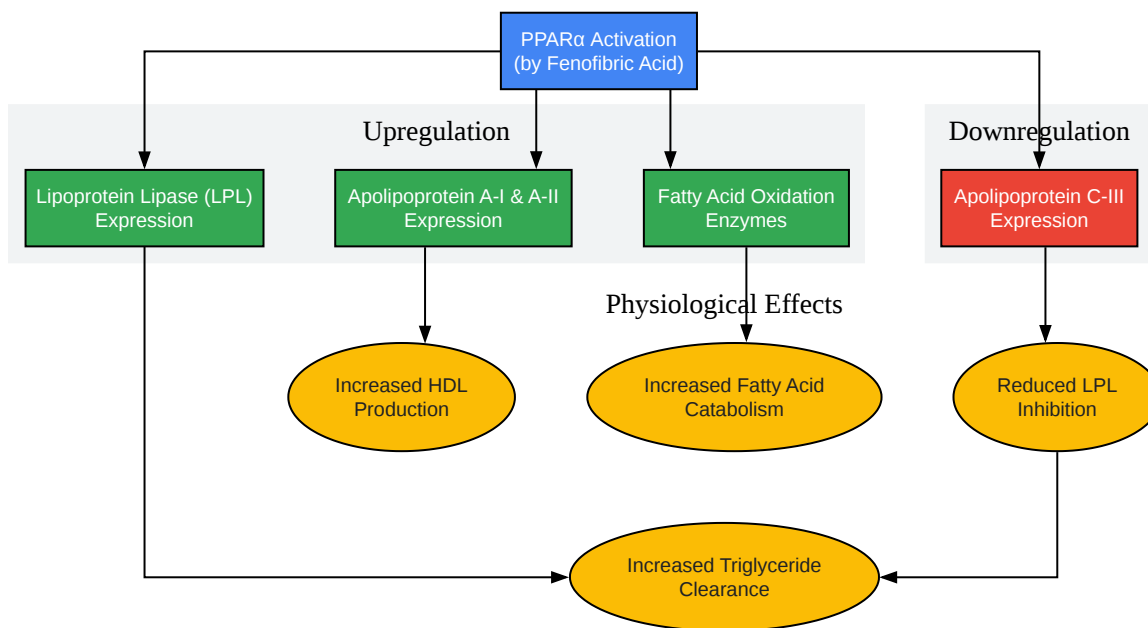 PPARα Activation
(by Fenofibric Acid)
Upregulation
Downregulation
Lipoprotein Lipase (LPL)
Expression
Apolipoprotein A-I & A-II
Expression
Fatty Acid Oxidation
Enzymes
Apolipoprotein C-III
Expression
Physiological Effects
Increased HDL
Production
Increased Fatty Acid
Catabolism
Reduced LPL
Inhibition
Increased Triglyceride
Clearance